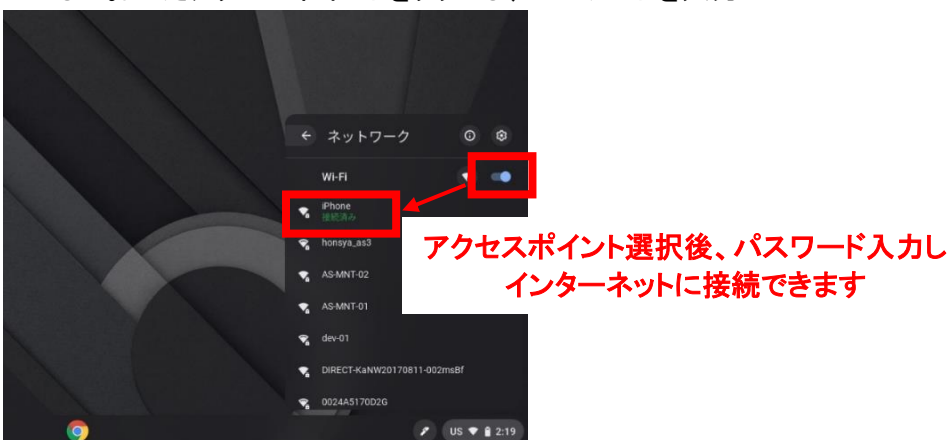 ネットワーク
Wi-Fi
iPhone
接続済み
honsya_as3
アクセスポイント選択後、パスワード入力し
インターネットに接続できます
AS-MNT-02
AS-MNT-01
dev-01
DIRECT-KaNW20170811-002msBf
0024A5170D2G
US 2:19